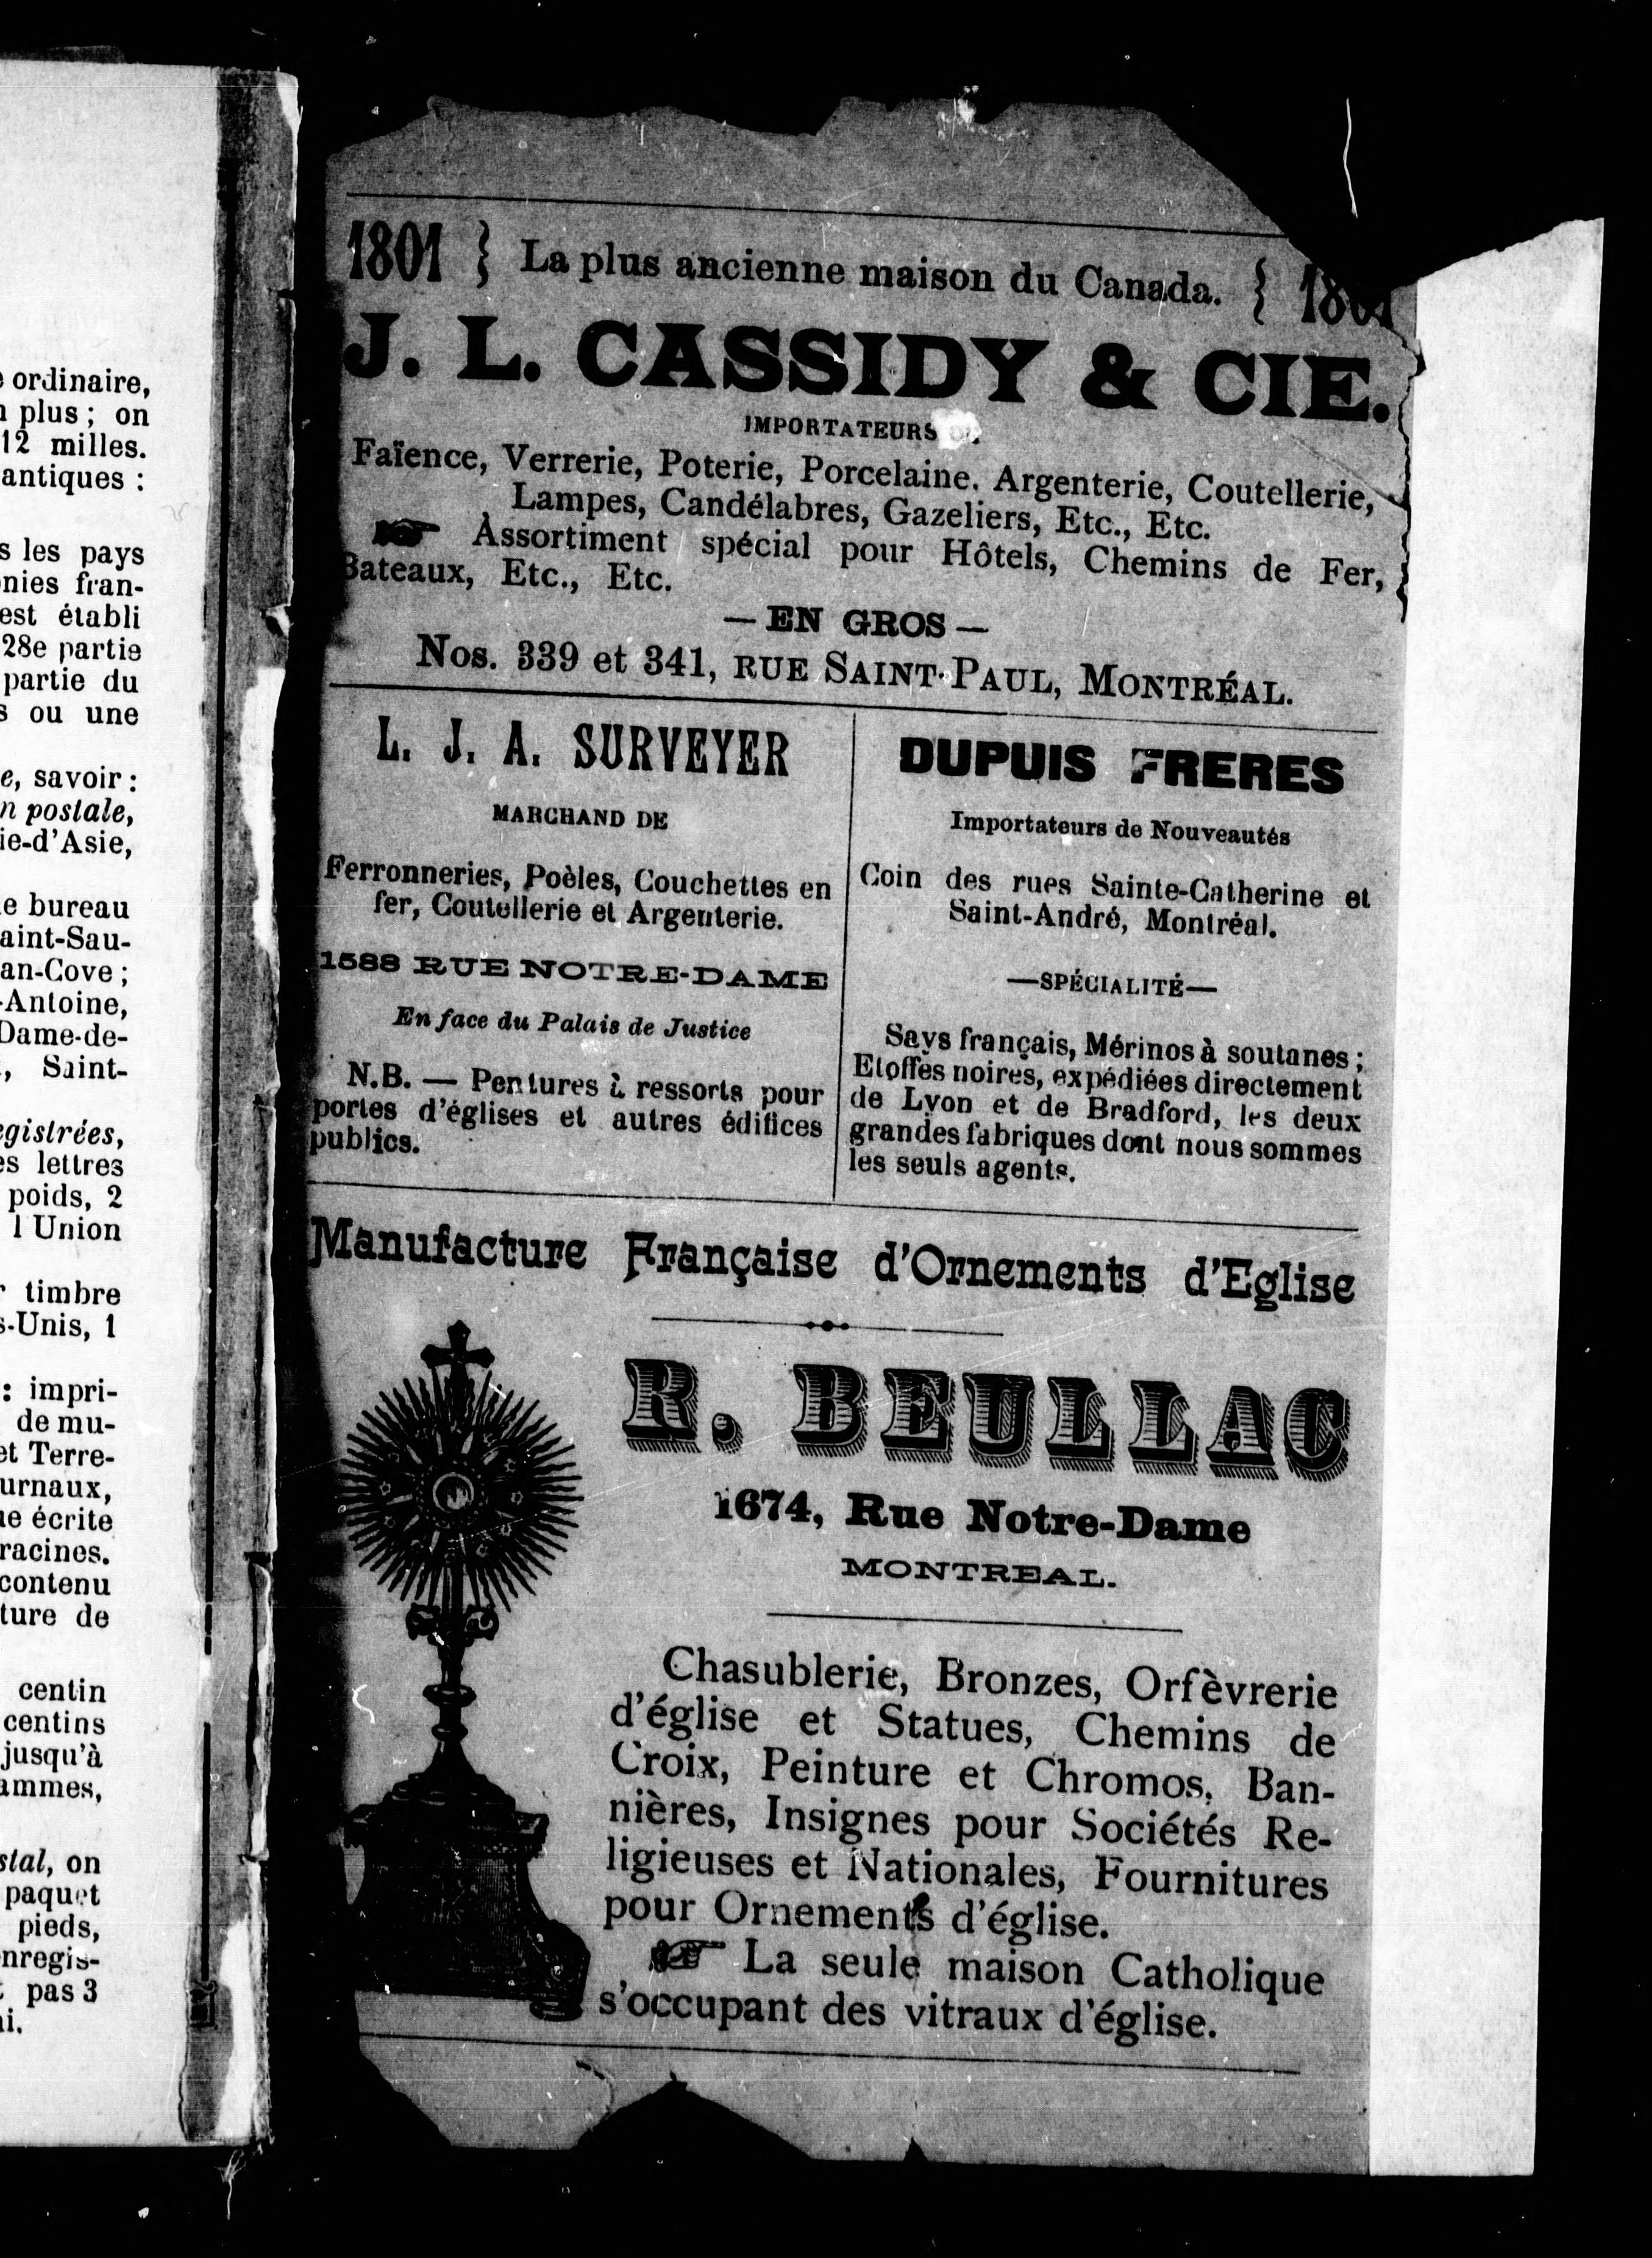 ordinaire,
plus ; on
12 milles.
antiques :
s les pays
nies fran-
est établi
28e partie
partie du
s ou une
e, savoir :
n postale,
ie-d'Asie,
e bureau
aint-Sau-
an-Cove ;
-Antoine,
Dame-de-
, Saint-
egistrées,
es lettres
poids, 2
l Union
r timbre
s-Unis, 1
: impri-
de mu-
et Terre-
urnaux,
ue écrite
racines.
contenu
ture de
centin
centins
jusqu'à
ammes,
stal, on
paquet
pieds,
nregis-
pas 3
i.
1801 } La plus ancienne maison du Canada. { 1801
J. L. CASSIDY & CIE.
IMPORTATEURS
Faïence, Verrerie, Poterie, Porcelaine, Argenterie, Coutellerie,
Lampes, Candélabres, Gazeliers, Etc., Etc.
☞ Assortiment spécial pour Hôtels, Chemins de Fer,
Bateaux, Etc., Etc.
— EN GROS —
Nos. 339 et 341, RUE SAINT-PAUL, MONTRÉAL.
L. J. A. SURVEYER
MARCHAND DE
Ferronneries, Poèles, Couchettes en
fer, Coutellerie et Argenterie.
1588 RUE NOTRE-DAME
En face du Palais de Justice
N.B. — Pentures à ressorts pour
portes d'églises et autres édifices
publics.
DUPUIS FRERES
Importateurs de Nouveautés
Coin des rues Sainte-Catherine et
Saint-André, Montréal.
—SPÉCIALITÉ—
Says français, Mérinos à soutanes ;
Etoffes noires, expédiées directement
de Lyon et de Bradford, les deux
grandes fabriques dont nous sommes
les seuls agents.
Manufacture Française d'Ornements d'Eglise
R. BEULLAC
1674, Rue Notre-Dame
MONTREAL.
Chasublerie, Bronzes, Orfèvrerie
d'église et Statues, Chemins de
Croix, Peinture et Chromos, Ban-
nières, Insignes pour Sociétés Re-
ligieuses et Nationales, Fournitures
pour Ornements d'église.
☞ La seule maison Catholique
s'occupant des vitraux d'église.